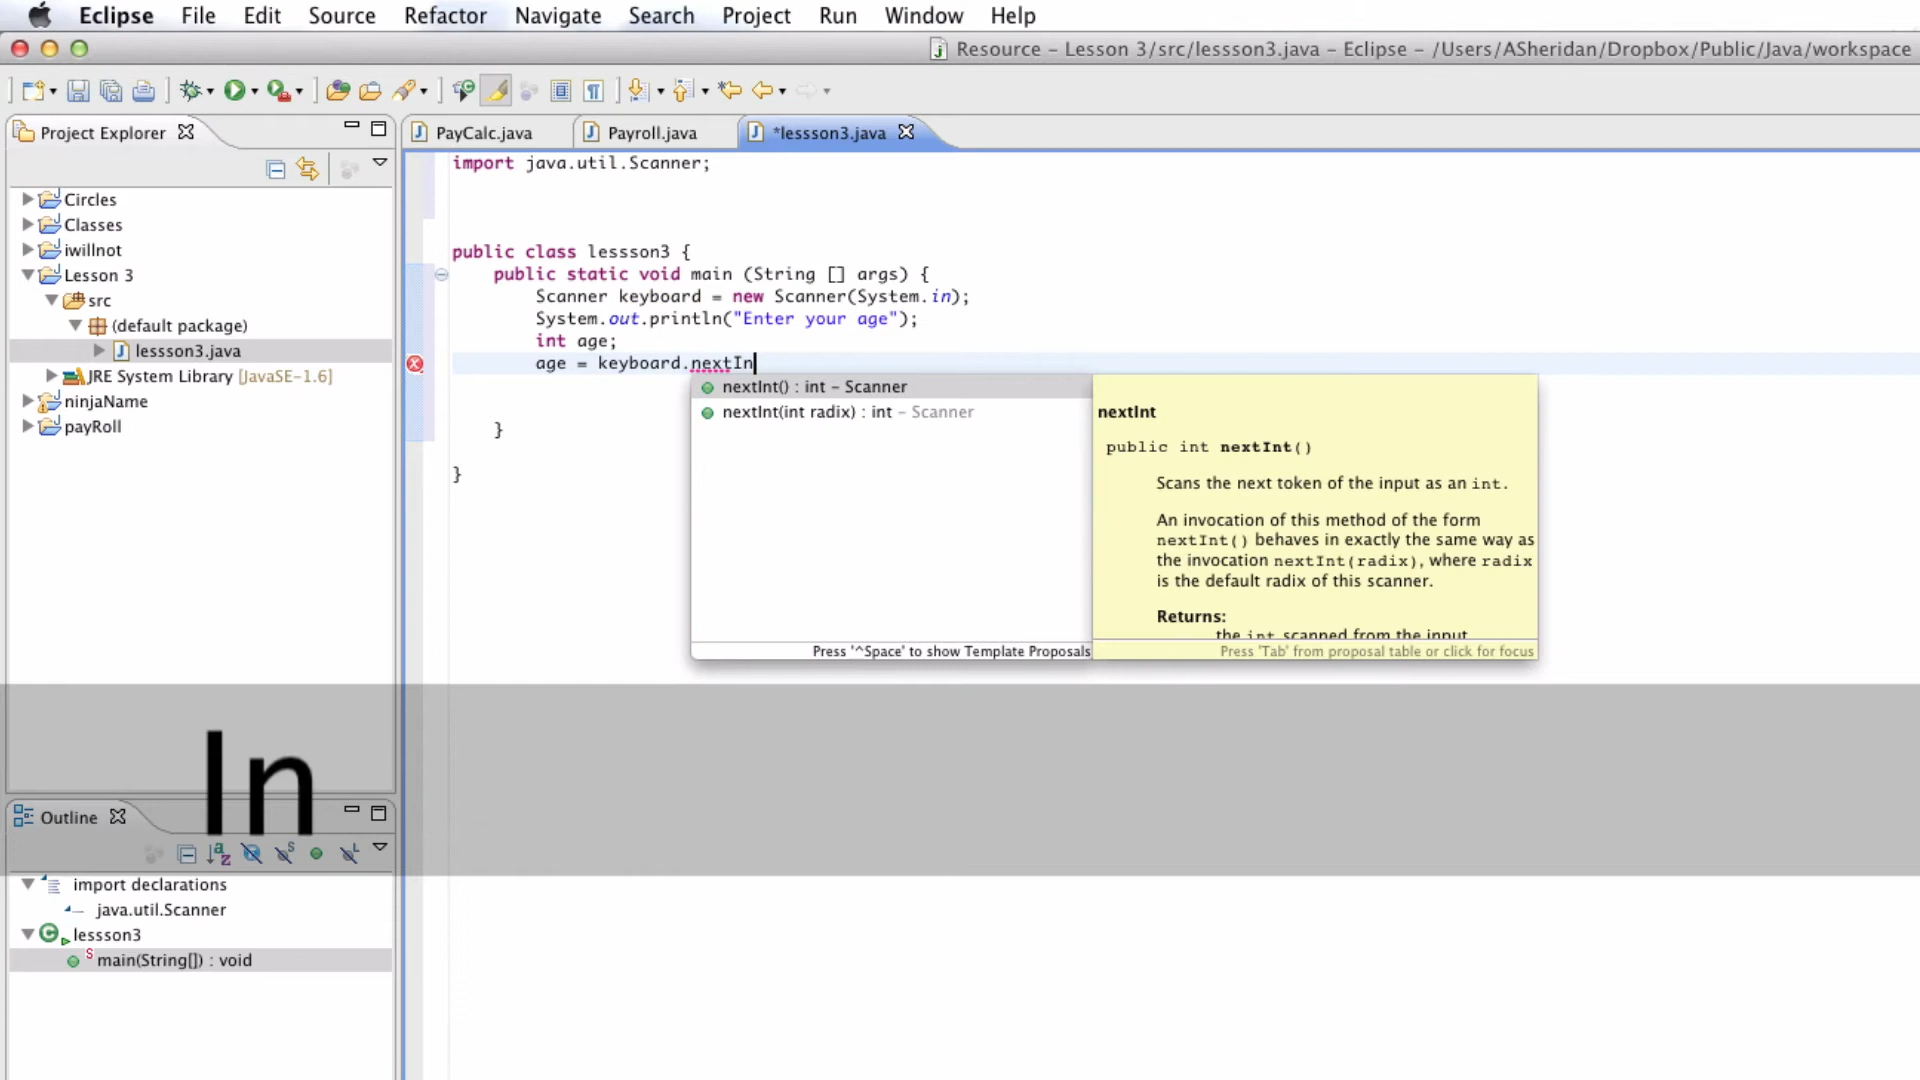 Eclipse File Edit Source Refactor Navigate Search Project Run Window Help
Resource – Lesson 3/src/lessson3.java – Eclipse – /Users/ASheridan/Dropbox/Public/Java/workspace
Project Explorer
PayCalc.java Payroll.java *lessson3.java
Circles
Classes
iwillnot
Lesson 3
src
(default package)
lessson3.java
JRE System Library [JavaSE-1.6]
ninjaName
payRoll
import java.util.Scanner;
public class lessson3 {
public static void main (String [] args) {
Scanner keyboard = new Scanner(System.in);
System.out.println("Enter your age");
int age;
age = keyboard.nextIn
}
}
nextInt() : int – Scanner
nextInt(int radix) : int – Scanner
Press '^Space' to show Template Proposals
nextInt
public int nextInt()
Scans the next token of the input as an int.
An invocation of this method of the form
nextInt() behaves in exactly the same way as
the invocation nextInt(radix), where radix
is the default radix of this scanner.
Returns:
the int scanned from the input
Press 'Tab' from proposal table or click for focus
In
Outline
import declarations
java.util.Scanner
lessson3
main(String[]) : void